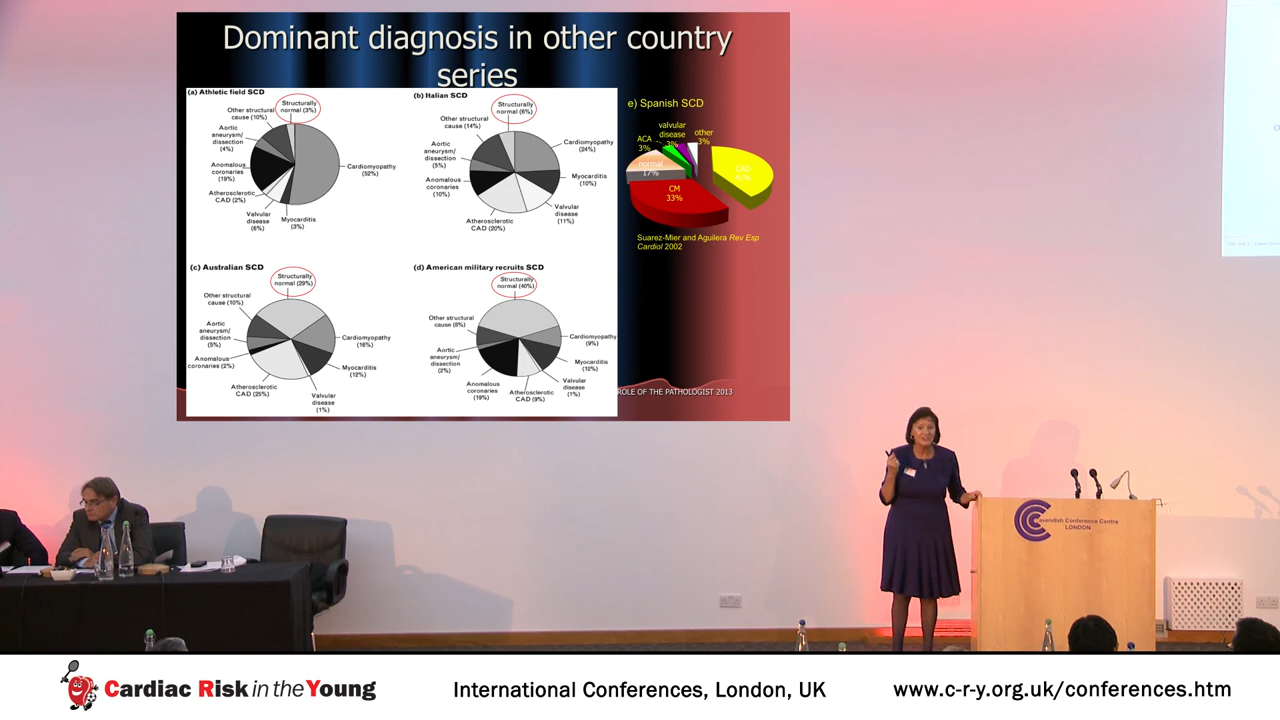 Dominant diagnosis in other country
series
(a) Athletic field SCD
Structurally
normal (3%)
Other structural
cause (10%)
Aortic
aneurysm/
dissection
(4%)
Anomalous
coronaries
(19%)
Atherosclerotic
CAD (2%)
Valvular
disease
(6%)
Myocarditis
(3%)
Cardiomyopathy
(52%)
(b) Italian SCD
Structurally
normal (6%)
Other structural
cause (14%)
Aortic
aneurysm/
dissection
(5%)
Anomalous
coronaries
(10%)
Atherosclerotic
CAD (20%)
Valvular
disease
(11%)
Myocarditis
(10%)
Cardiomyopathy
(24%)
e) Spanish SCD
ACA
3%
valvular
disease
3%
other
3%
normal
17%
CAD
41%
CM
33%
Suarez-Mier and Aguilera Rev Esp
Cardiol 2002
(c) Australian SCD
Structurally
normal (29%)
Other structural
cause (10%)
Aortic
aneurysm/
dissection
(5%)
Anomalous
coronaries (2%)
Atherosclerotic
CAD (25%)
Valvular
disease
(1%)
Myocarditis
(12%)
Cardiomyopathy
(16%)
(d) American military recruits SCD
Structurally
normal (40%)
Other structural
cause (8%)
Aortic
aneurysm/
dissection
(2%)
Anomalous
coronaries
(19%)
Atherosclerotic
CAD (9%)
Valvular
disease
(1%)
Myocarditis
(12%)
Cardiomyopathy
(9%)
ROLE OF THE PATHOLOGIST 2013
Cavendish Conference Centre
LONDON
Cardiac Risk in the Young
International Conferences, London, UK
www.c-r-y.org.uk/conferences.htm